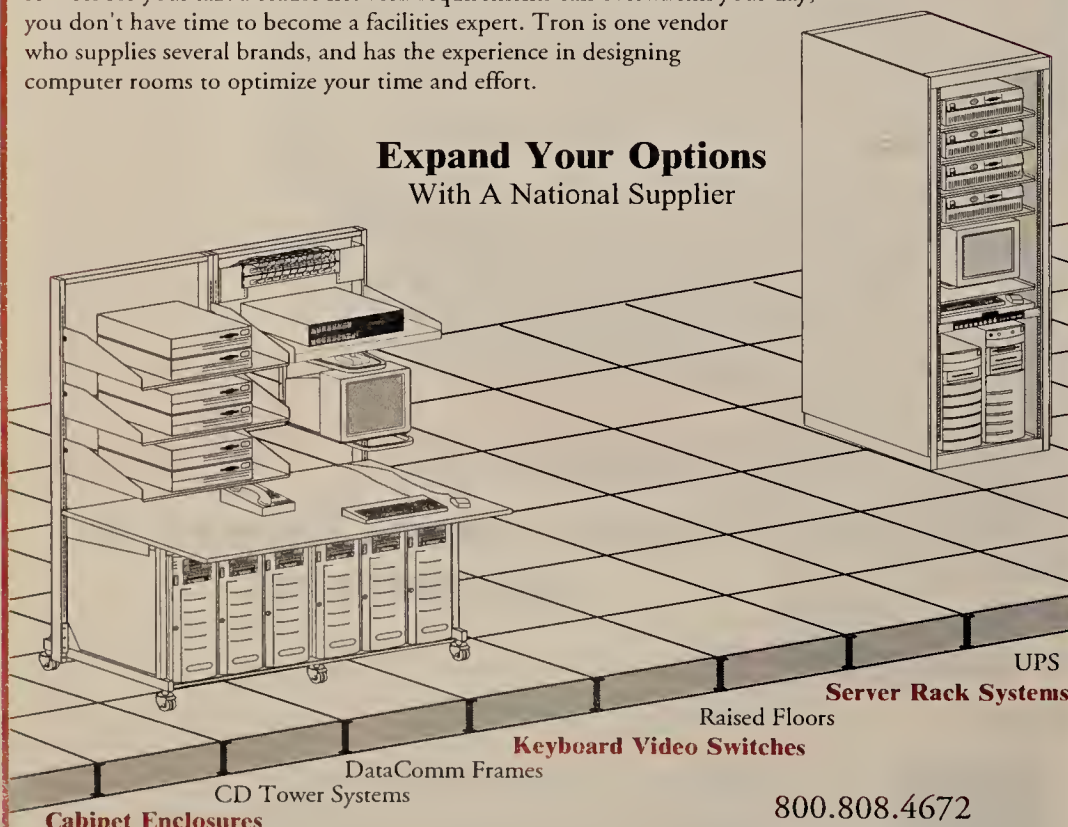 you don't have time to become a facilities expert. Tron is one vendor
who supplies several brands, and has the experience in designing
computer rooms to optimize your time and effort.
Expand Your Options
With A National Supplier
UPS
Server Rack Systems
Raised Floors
Keyboard Video Switches
DataComm Frames
CD Tower Systems
Cabinet Enclosures
800.808.4672